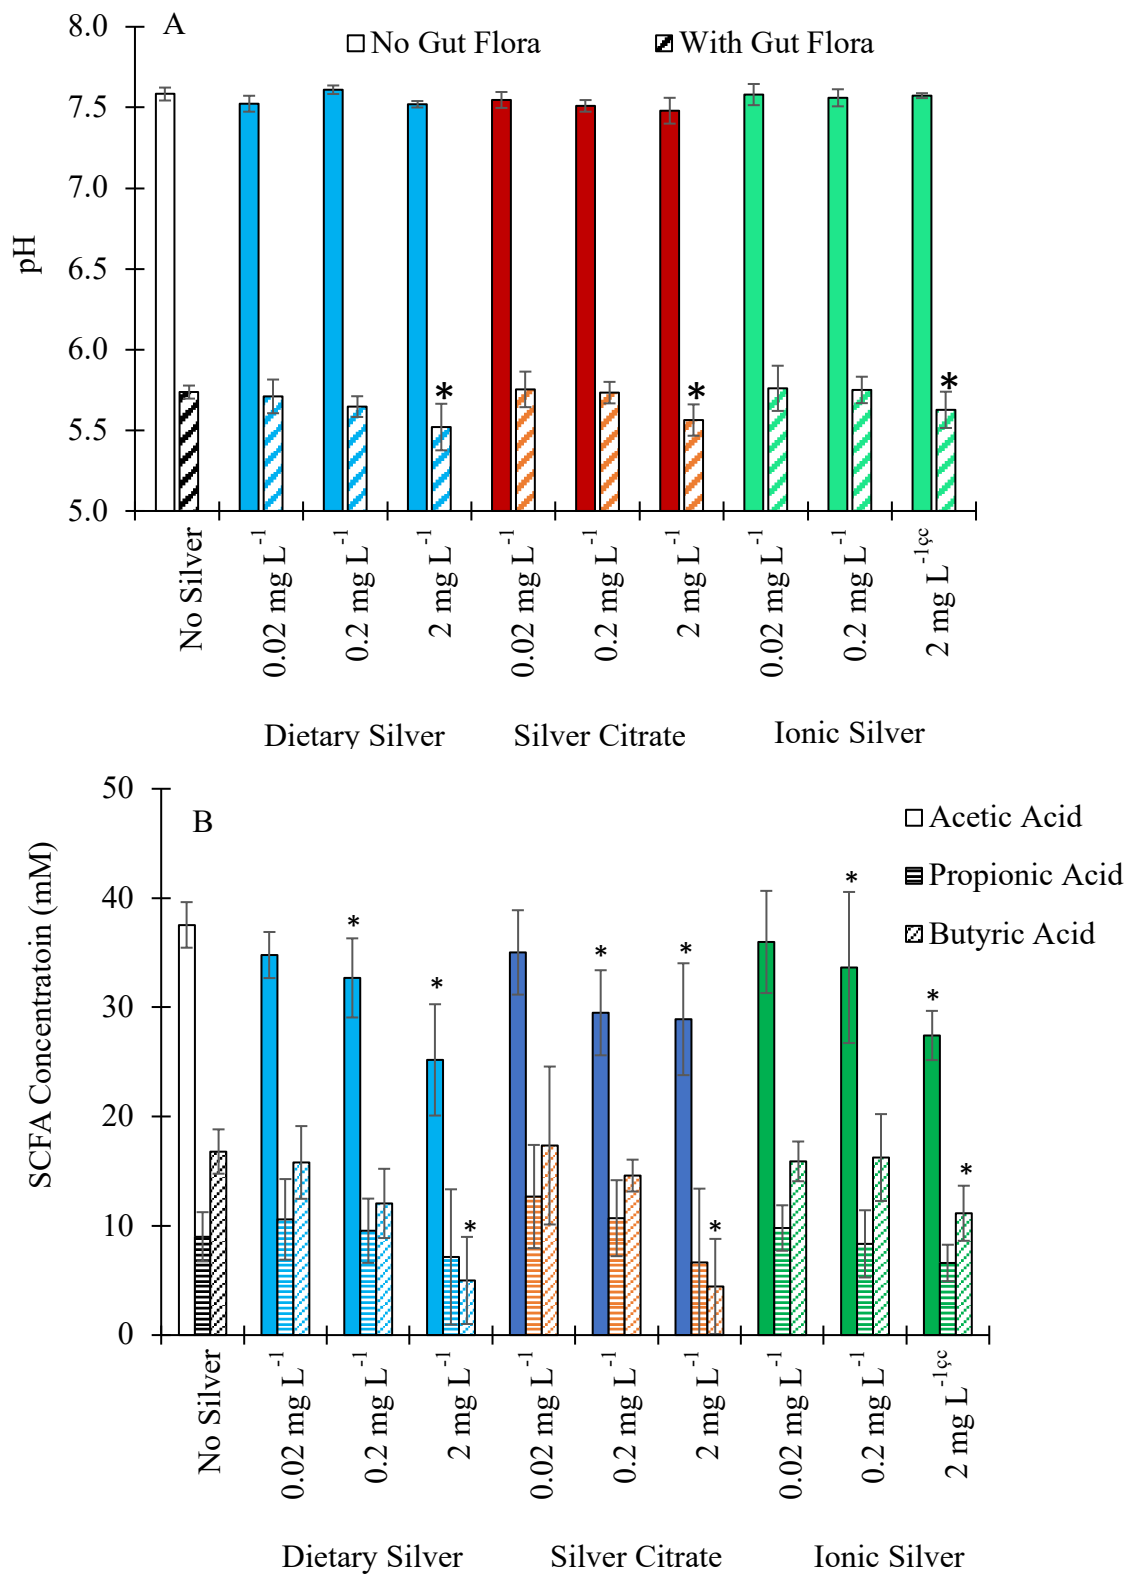 A
No Gut Flora
With Gut Flora
8.0
7.5
7.0
6.5
6.0
5.5
5.0
pH
*
*
*
No Silver
0.02 mg L-1
0.2 mg L-1
2 mg L-1
0.02 mg L-1
0.2 mg L-1
2 mg L-1
0.02 mg L-1
0.2 mg L-1
2 mg L-1çc
Dietary Silver
Silver Citrate
Ionic Silver
B
Acetic Acid
Propionic Acid
Butyric Acid
50
40
30
20
10
0
SCFA Concentratoin (mM)
*
*
*
*
*
*
*
*
*
No Silver
0.02 mg L-1
0.2 mg L-1
2 mg L-1
0.02 mg L-1
0.2 mg L-1
2 mg L-1
0.02 mg L-1
0.2 mg L-1
2 mg L-1çc
Dietary Silver
Silver Citrate
Ionic Silver